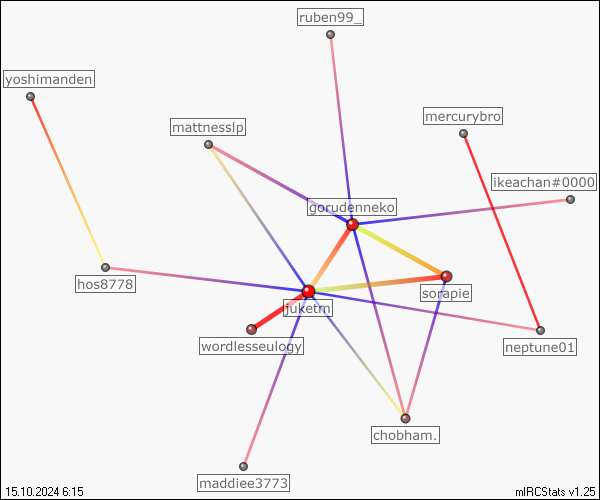 ruben99_
yoshimanden
mercurybro
mattnesslp
ikeachan#0000
gorudenneko
hos8778
sorapie
juketm
wordlesseulogy
neptune01
chobham.
maddiee3773
15.10.2024 6:15
mIRCStats v1.25